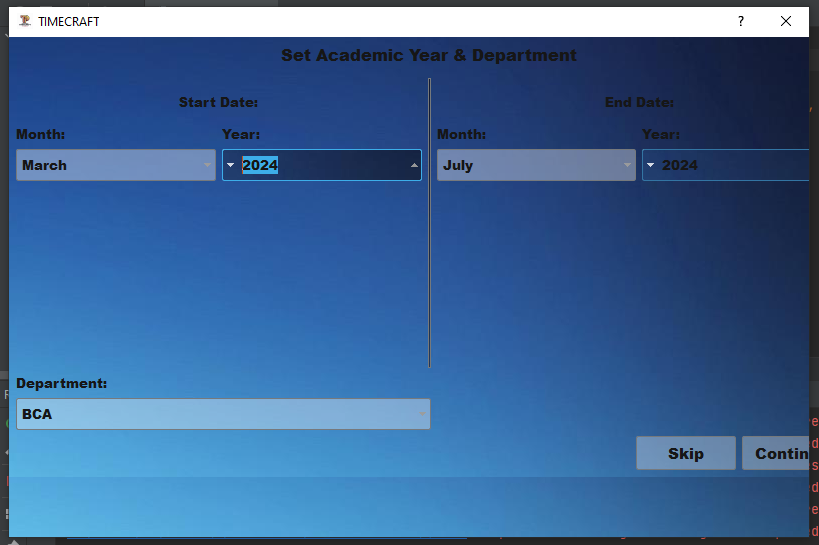 TIMECRAFT
?
Set Academic Year & Department
Start Date:
End Date:
Month:
Year:
Month:
Year:
March
2024
July
2024
Department:
BCA
Skip
Contin